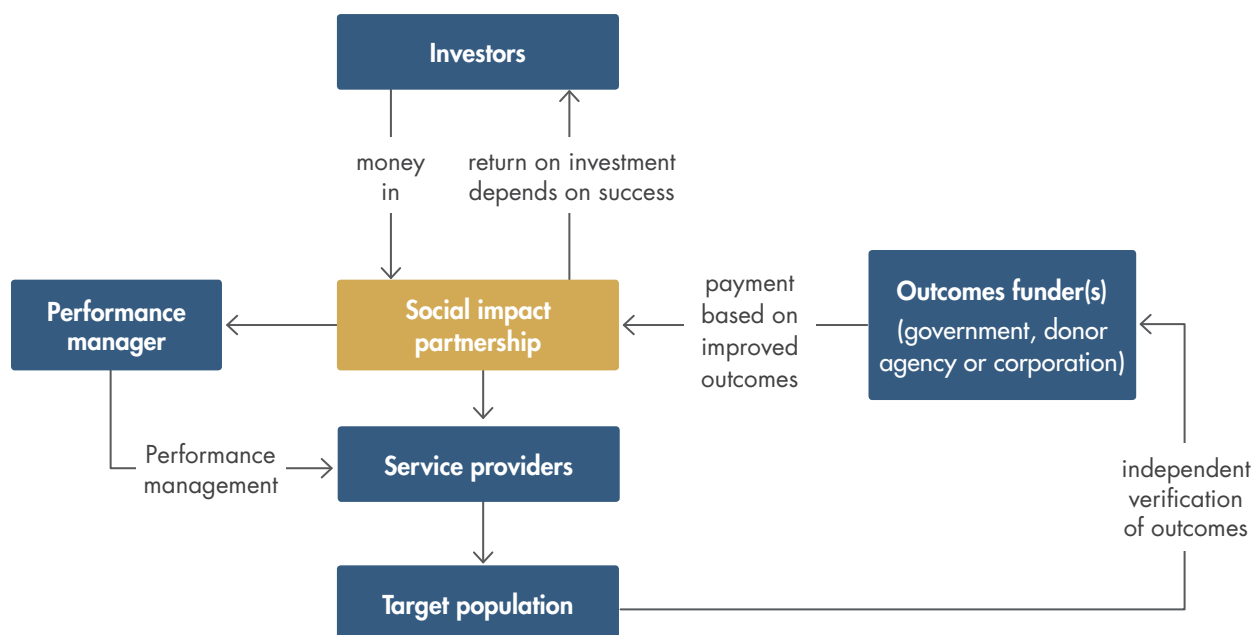 Investors
money
in
return on investment
depends on success
Performance
manager
Social impact
partnership
payment
based on
improved
outcomes
Outcomes funder(s)
(government, donor
agency or corporation)
Performance
management
Service providers
independent
verification
of outcomes
Target population